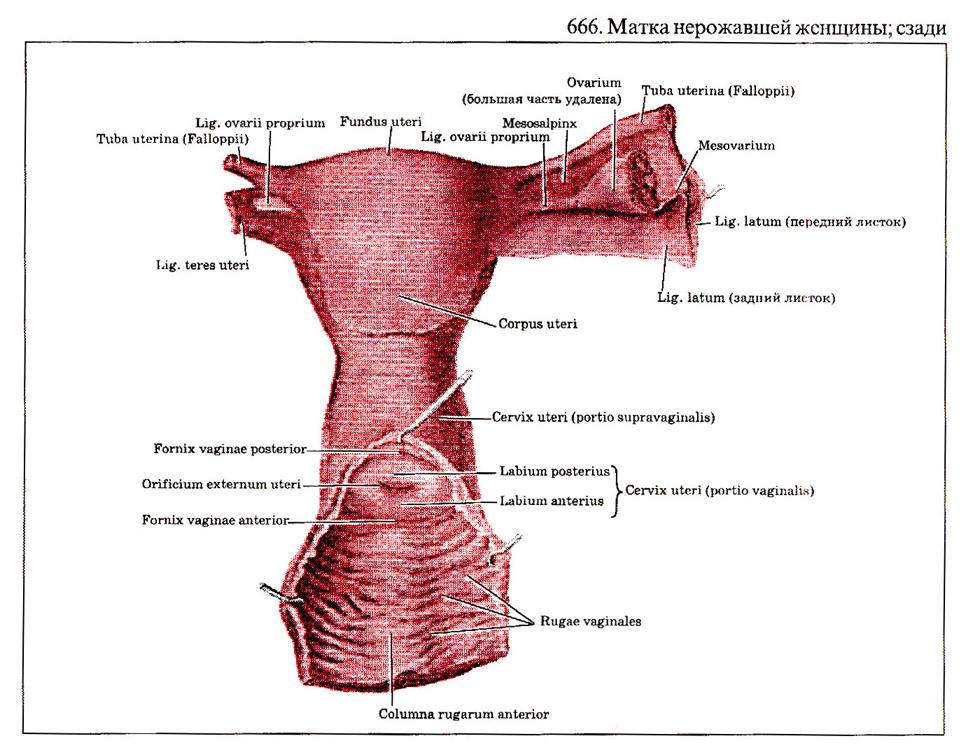 666. Матка нерожавшей женщины; сзади
Ovarium
(большая часть удалена)
Tuba uterina (Falloppii)
Lig. ovarii proprium
Fundus uteri
Mesosalpinx
Tuba uterina (Falloppii)
Lig. ovarii proprium
Mesovarium
Lig. latum (передний листок)
Lig. teres uteri
Lig. latum (задний листок)
Corpus uteri
Cervix uteri (portio supravaginalis)
Fornix vaginae posterior
Labium posterius
Orificium externum uteri
Cervix uteri (portio vaginalis)
Labium anterius
Fornix vaginae anterior
Rugae vaginales
Columna rugarum anterior